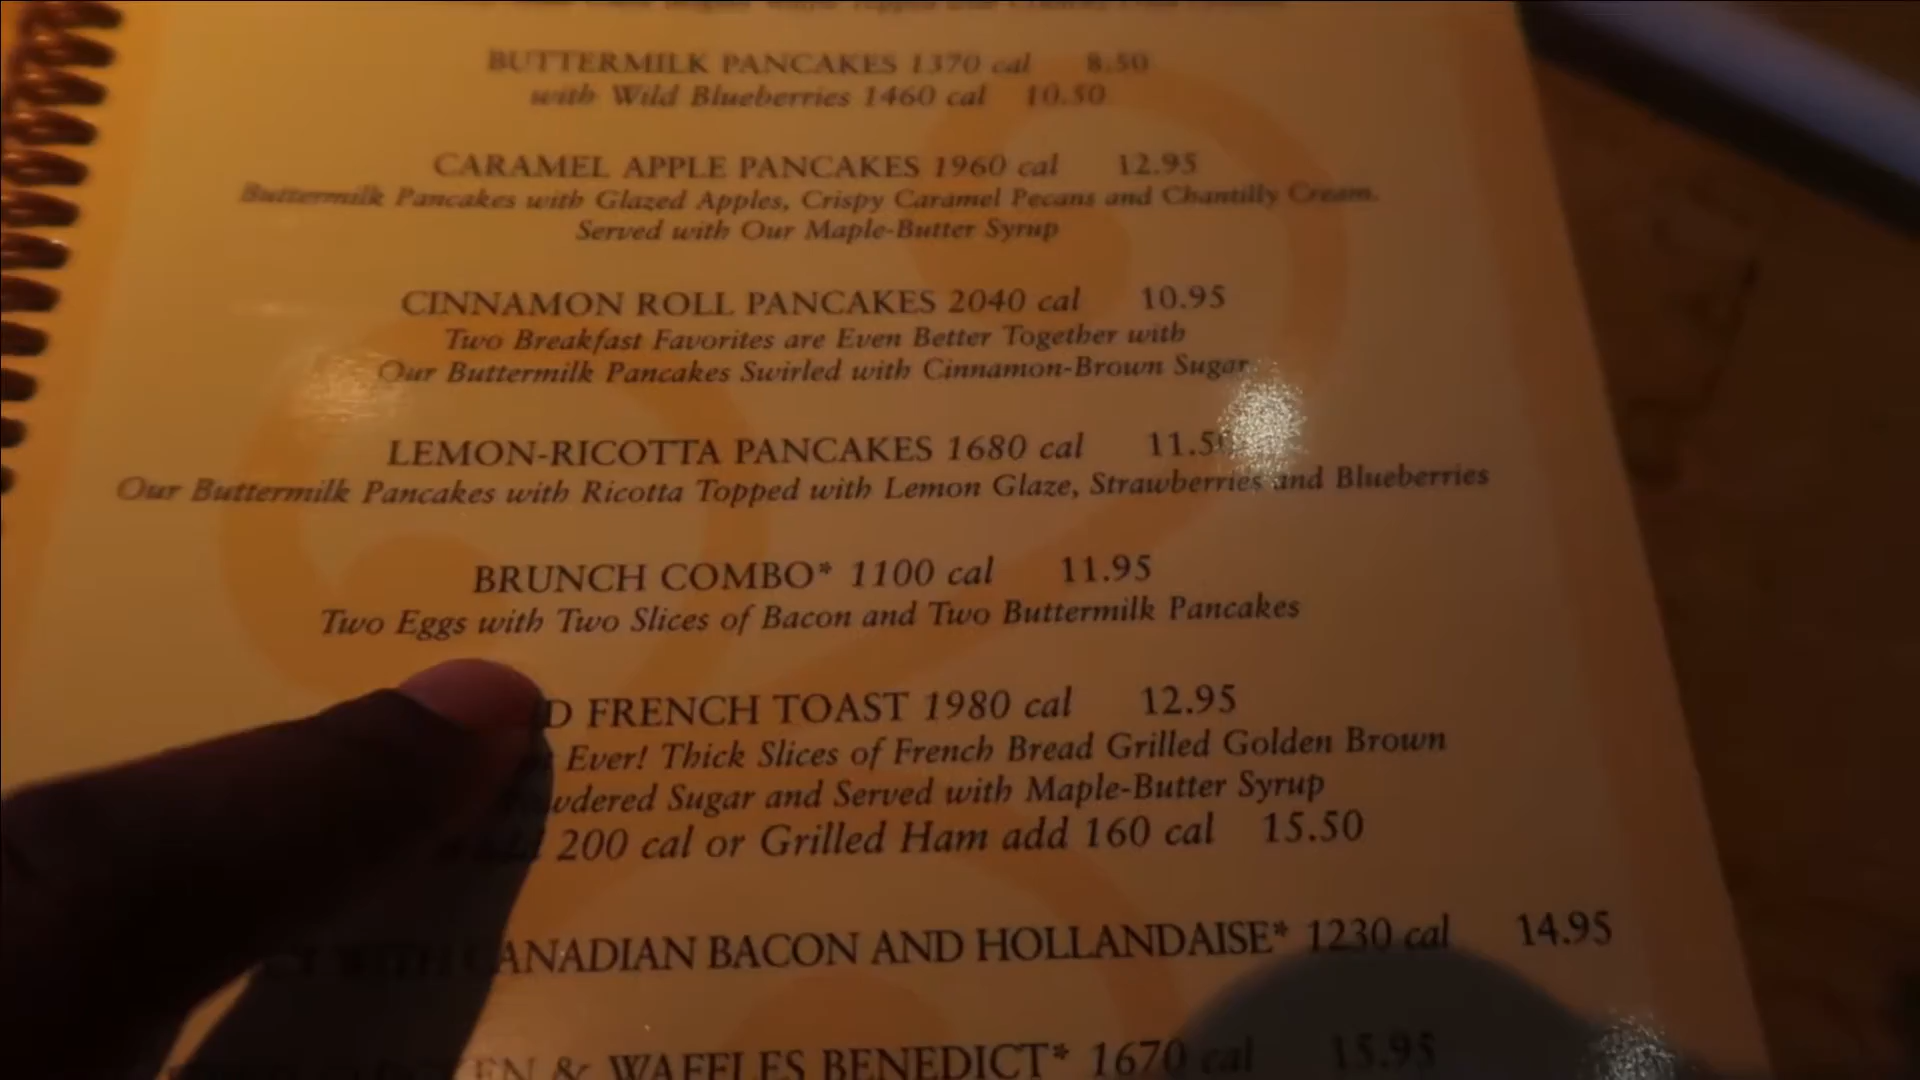 BUTTERMILK PANCAKES 1370 cal 8.50
with Wild Blueberries 1460 cal 10.50
CARAMEL APPLE PANCAKES 1960 cal 12.95
Buttermilk Pancakes with Glazed Apples, Crispy Caramel Pecans and Chantilly Cream.
Served with Our Maple-Butter Syrup
CINNAMON ROLL PANCAKES 2040 cal 10.95
Two Breakfast Favorites are Even Better Together with
Our Buttermilk Pancakes Swirled with Cinnamon-Brown Sugar
LEMON-RICOTTA PANCAKES 1680 cal 11.50
Our Buttermilk Pancakes with Ricotta Topped with Lemon Glaze, Strawberries and Blueberries
BRUNCH COMBO* 1100 cal 11.95
Two Eggs with Two Slices of Bacon and Two Buttermilk Pancakes
FRENCH TOAST 1980 cal 12.95
Ever! Thick Slices of French Bread Grilled Golden Brown
Sugar and Served with Maple-Butter Syrup
200 cal or Grilled Ham add 160 cal 15.50
WITH CANADIAN BACON AND HOLLANDAISE* 1230 cal 14.95
& WAFFLES BENEDICT* 1670 cal 15.95